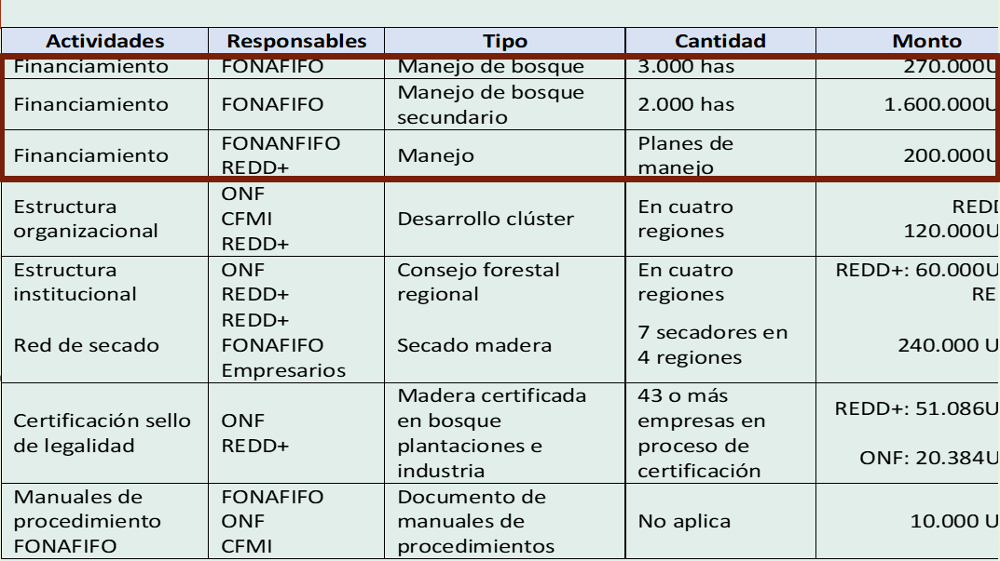 Actividades Responsables Tipo Cantidad Monto
Financiamiento FONAFIFO Manejo de bosque 3.000 has 270.000U
Financiamiento FONAFIFO Manejo de bosque secundario 2.000 has 1.600.000U
Financiamiento FONANFIFO REDD+ Manejo Planes de manejo 200.000U
Estructura organizacional ONF CFMI REDD+ Desarrollo clúster En cuatro regiones REDD 120.000U
Estructura institucional ONF REDD+ Consejo forestal regional En cuatro regiones REDD+: 60.000U RE
Red de secado REDD+ FONAFIFO Empresarios Secado madera 7 secadores en 4 regiones 240.000 U
Certificación sello de legalidad ONF REDD+ Madera certificada en bosque plantaciones e industria 43 o más empresas en proceso de certificación REDD+: 51.086U ONF: 20.384U
Manuales de procedimiento FONAFIFO FONAFIFO ONF CFMI Documento de manuales de procedimientos No aplica 10.000 U